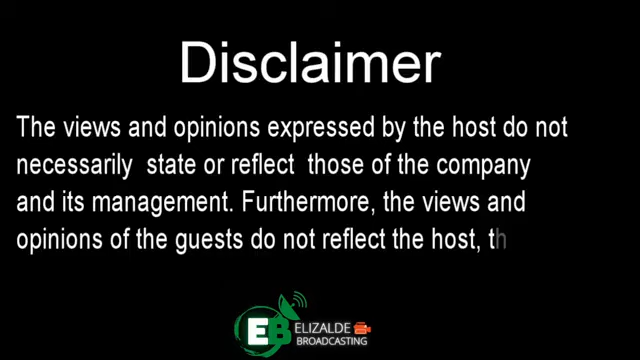 Disclaimer
The views and opinions expressed by the host do not
necessarily state or reflect those of the company
and its management. Furthermore, the views and
opinions of the guests do not reflect the host, th
EB ELIZALDE
BROADCASTING